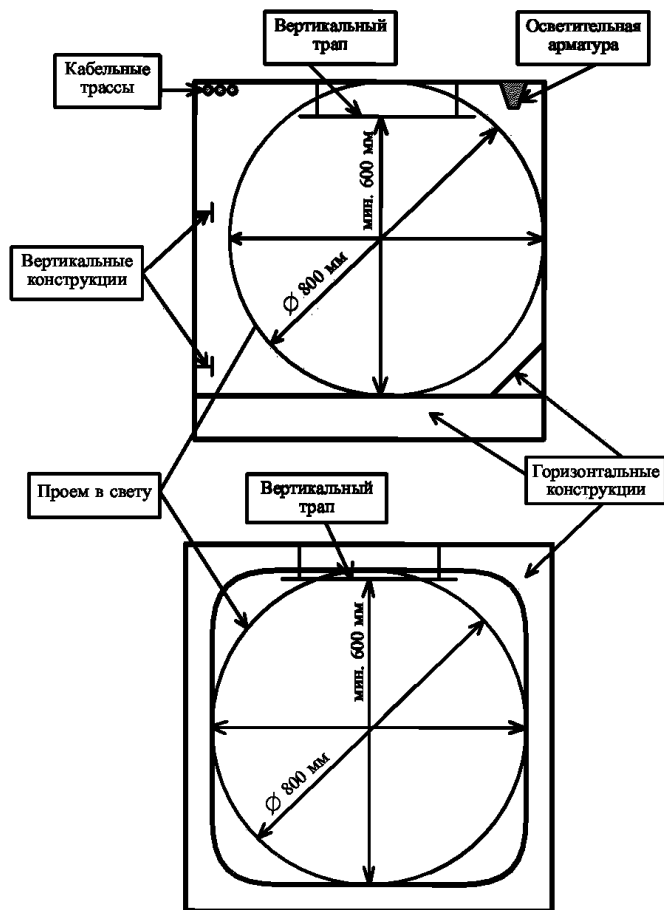 Вертикальный
трап
Осветительная
арматура
Кабельные
трассы
мин. 600 мм
Вертикальные
конструкции
∅ 800 мм
Проем в свету
Вертикальный
трап
Горизонтальные
конструкции
мин. 600 мм
∅ 800 мм